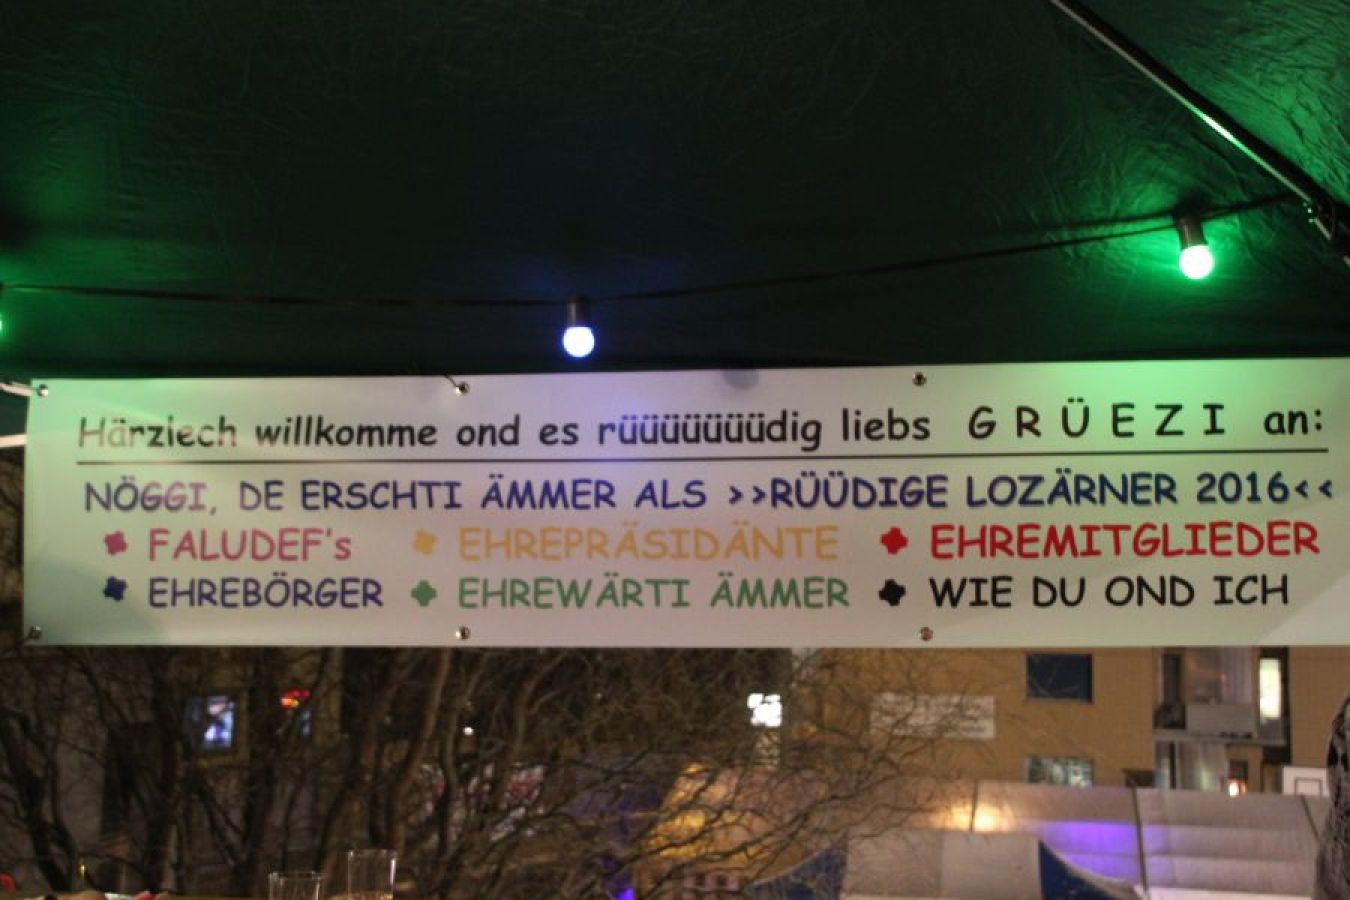 Härziech willkomme ond es rüüüüüüüdig liebs GRÜEZI an:
NÖGGI, DE ERSCHTI ÄMMER ALS >>RÜÜDIGE LOZÄRNER 2016<<
FALUDEF's EHREPRÄSIDÄNTE EHREMITGLIEDER
EHREBÖRGER EHREWÄRTI ÄMMER WIE DU OND ICH